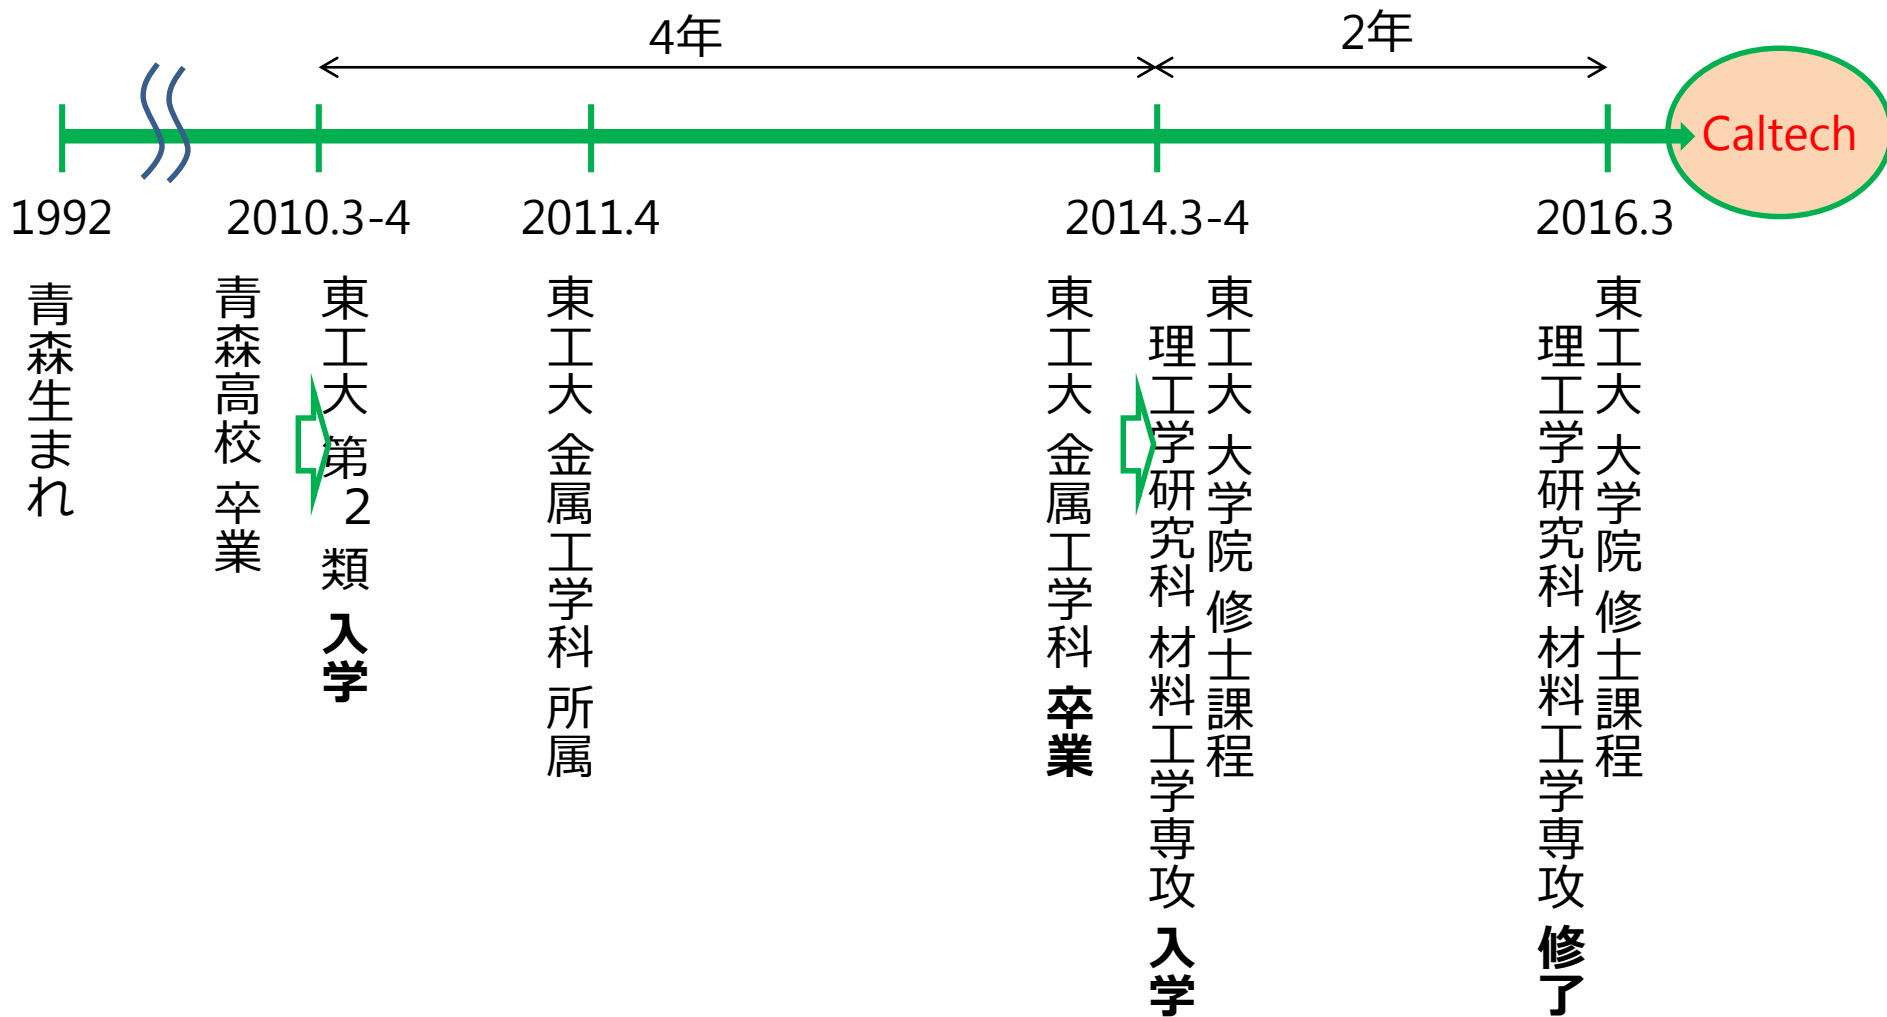 4年
2年
Caltech
1992
2010.3-4
2011.4
2014.3-4
2016.3
青森生まれ
青森高校 卒業
東工大 第2類 入学
東工大 金属工学科 所属
東工大 金属工学科 卒業
東工大 大学院 修士課程
理工学研究科 材料工学専攻 入学
東工大 大学院 修士課程
理工学研究科 材料工学専攻 修了